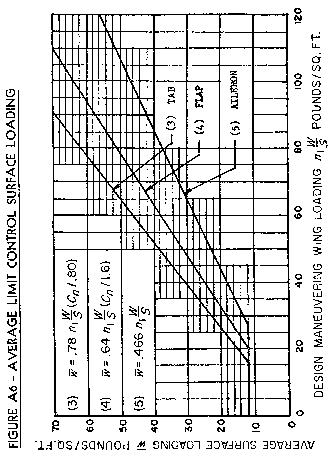 FIGURE A6 - AVERAGE LIMIT CONTROL SURFACE LOADING
AVERAGE SURFACE LOADING w̄ POUNDS/SQ.FT.
70
60
50
40
30
20
10
0
(3) w̄ = .78 n₁ W/S (Cₙ/.80)
(4) w̄ = .64 n₁ W/S (Cₙ/1.6)
(5) w̄ = .466 n₁ W/S
(3) TAB
(4) FLAP
(5) AILERON
0
20
40
60
80
100
120
DESIGN MANEUVERING WING LOADING n₁ W/S POUNDS/SQ. FT.